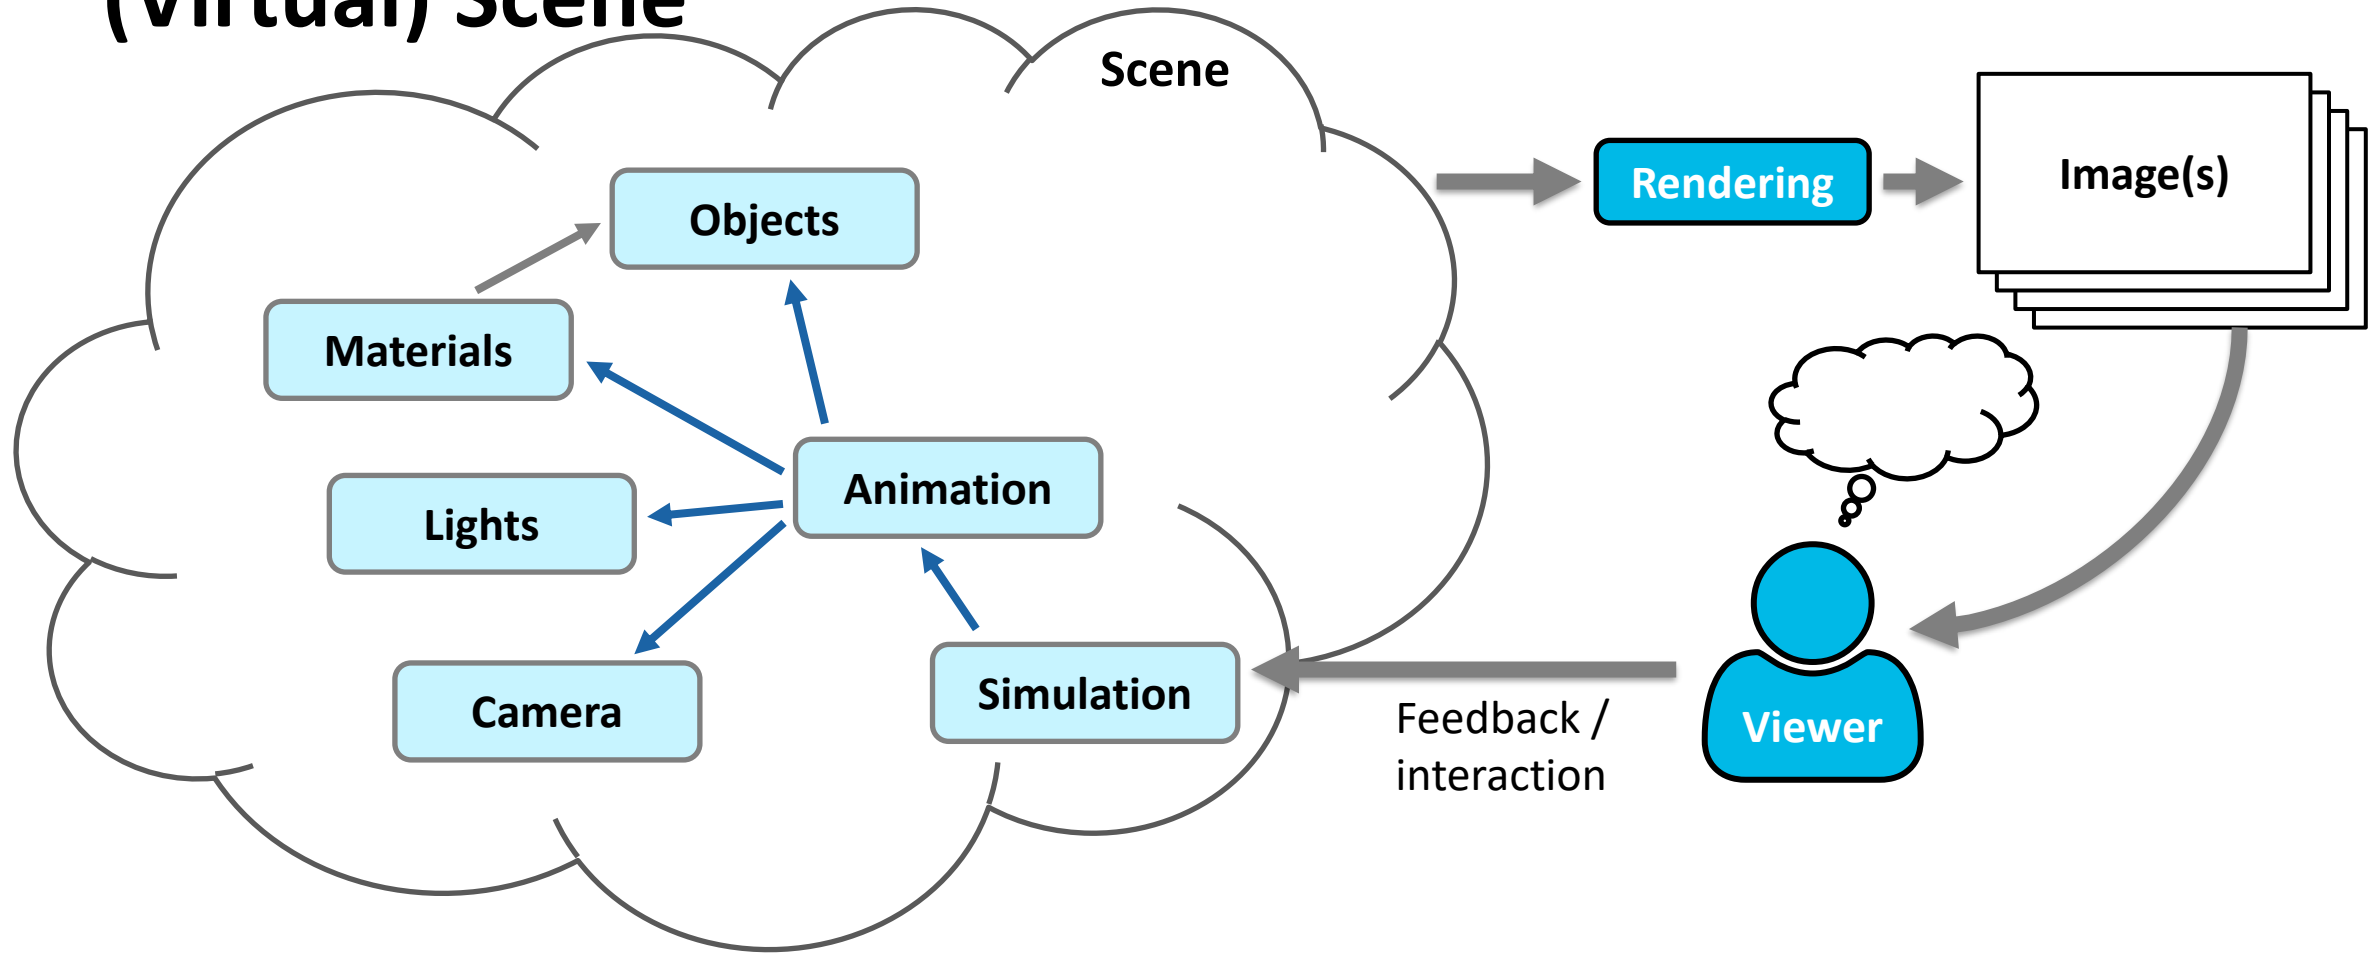 (Virtual) Scene
Scene
Objects
Rendering
Image(s)
Materials
Animation
Lights
Simulation
Camera
Feedback /
interaction
Viewer